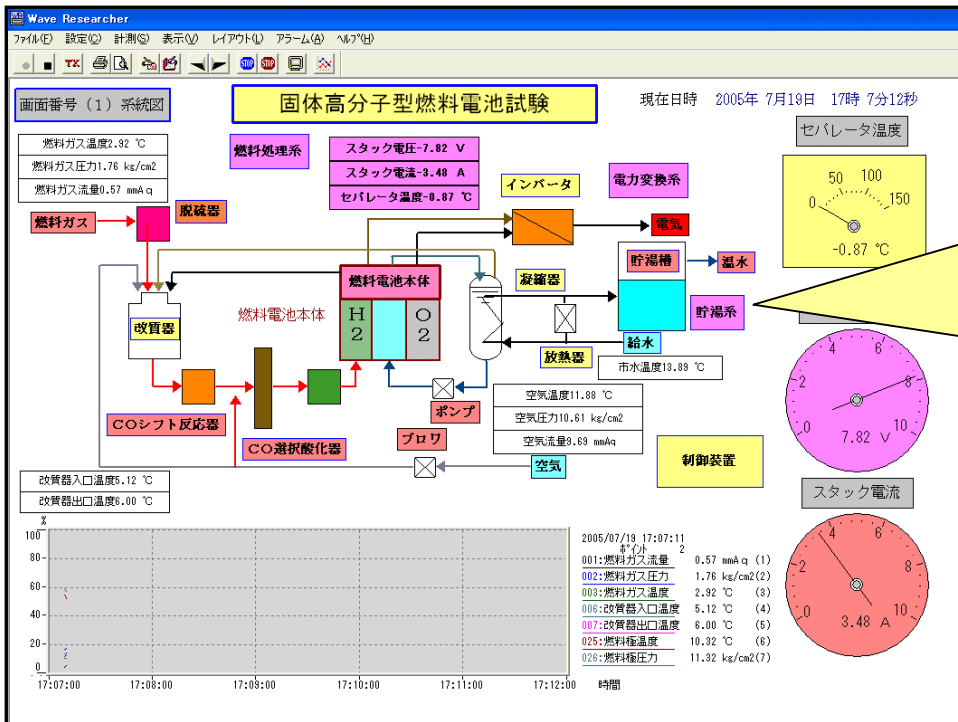 Wave Researcher
ファイル(F) 設定(C) 計測(S) 表示(V) レイアウト(L) アラーム(A) ヘルプ(H)
TX STOP STOP
画面番号（1）系統図
固体高分子型燃料電池試験
現在日時 2005年 7月19日 17時 7分12秒
燃料ガス温度2.92 ℃
燃料ガス圧力1.76 kg/cm2
燃料ガス流量0.57 mmAq
燃料処理系
スタック電圧-7.82 V
スタック電流-3.48 A
セパレータ温度-0.87 ℃
インバータ
電力変換系
セパレータ温度
0 50 100 150
-0.87 ℃
燃料ガス
脱硫器
電気
貯湯槽
温水
燃料電池本体
凝縮器
貯湯系
改質器
燃料電池本体
H2
O2
放熱器
給水
市水温度13.89 ℃
0 2 4 6 8 10
7.82 V
COシフト反応器
CO選択酸化器
ポンプ
ブロワ
空気温度11.88 ℃
空気圧力10.61 kg/cm2
空気流量9.69 mmAq
空気
制御装置
改質器入口温度5.12 ℃
改質器出口温度6.00 ℃
スタック電流
0 2 4 6 8 10
3.48 A
%
100
80
60
40
20
0
17:07:00 17:08:00 17:09:00 17:10:00 17:11:00 17:12:00 時間
2005/07/19 17:07:11
ポイント 2
001:燃料ガス流量 0.57 mmAq (1)
002:燃料ガス圧力 1.76 kg/cm2(2)
003:燃料ガス温度 2.92 ℃ (3)
006:改質器入口温度 5.12 ℃ (4)
007:改質器出口温度 6.00 ℃ (5)
025:燃料極温度 10.32 ℃ (6)
026:燃料極圧力 11.32 kg/cm2(7)